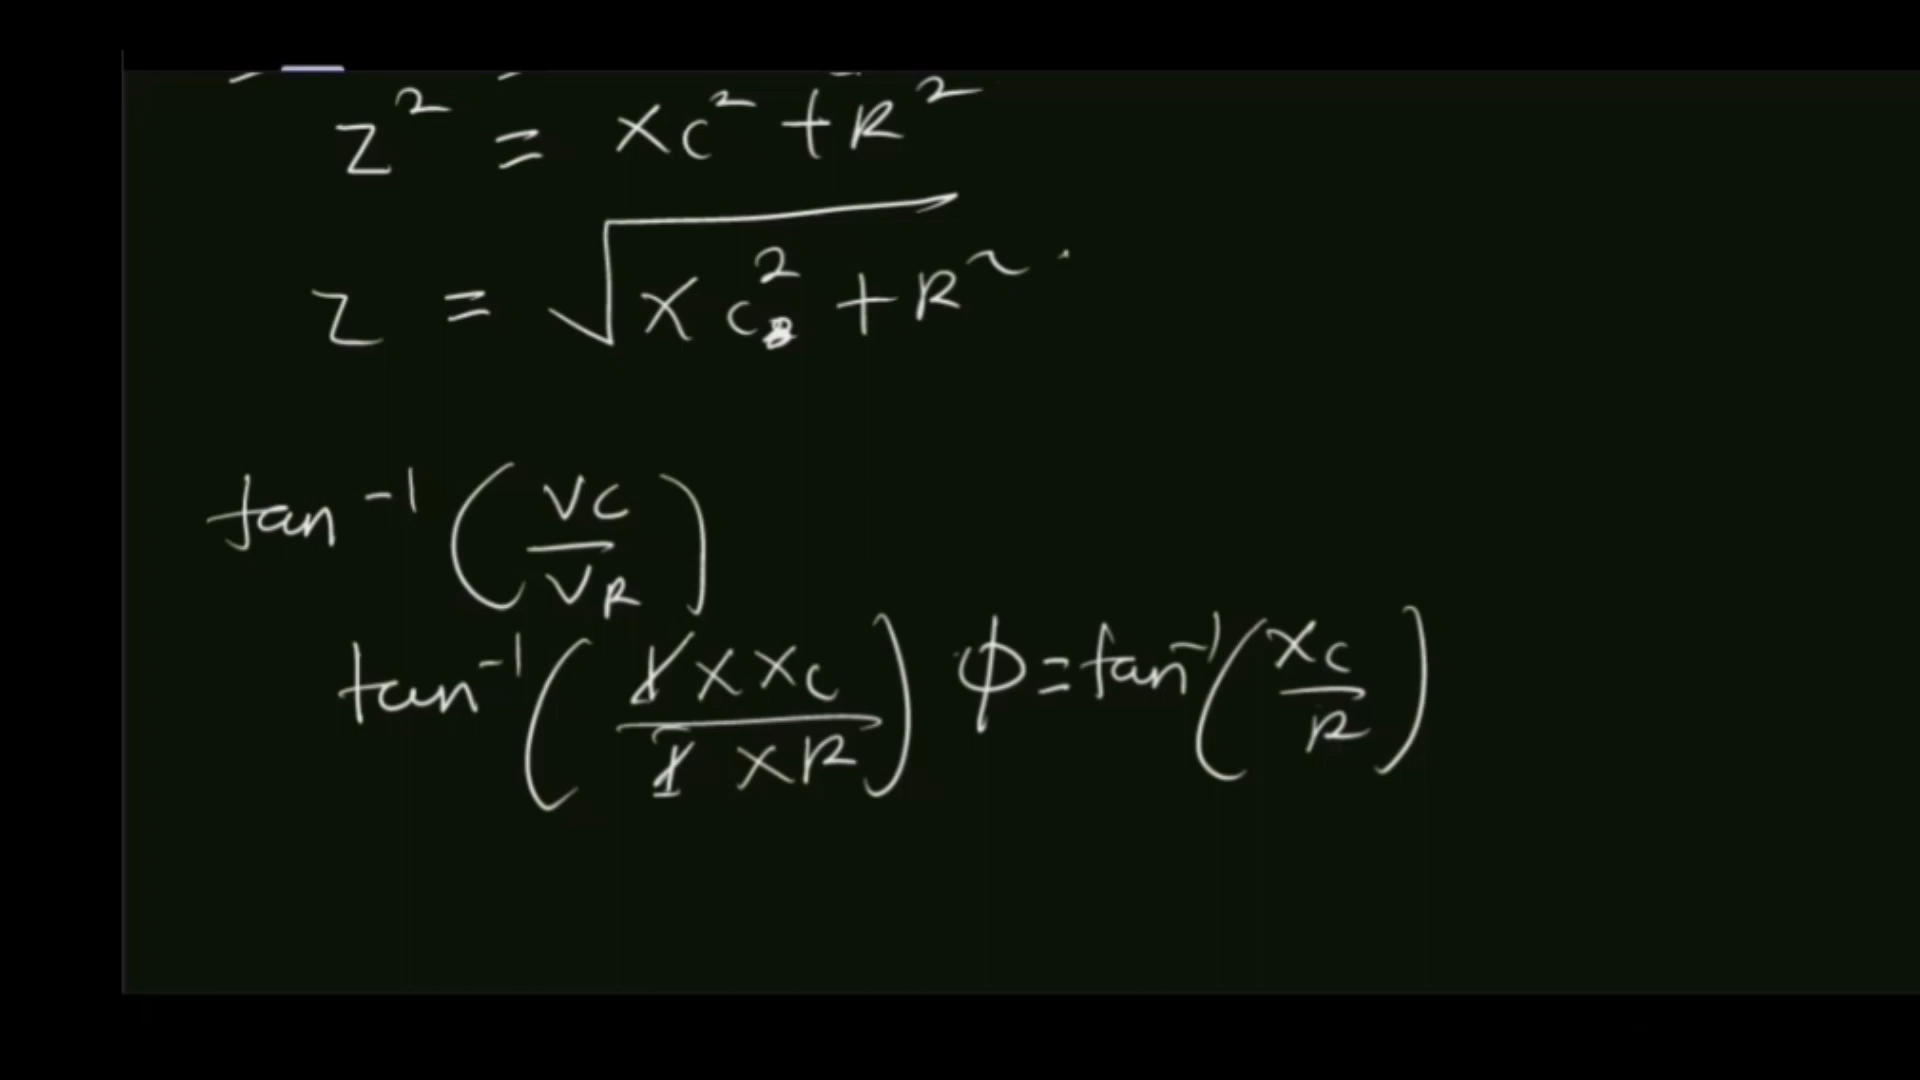 z² = xc² + R²
z = √xc² + R²
tan⁻¹ (VC / VR)
tan⁻¹ (I × Xc / I × R) ϕ = tan⁻¹ (Xc / R)